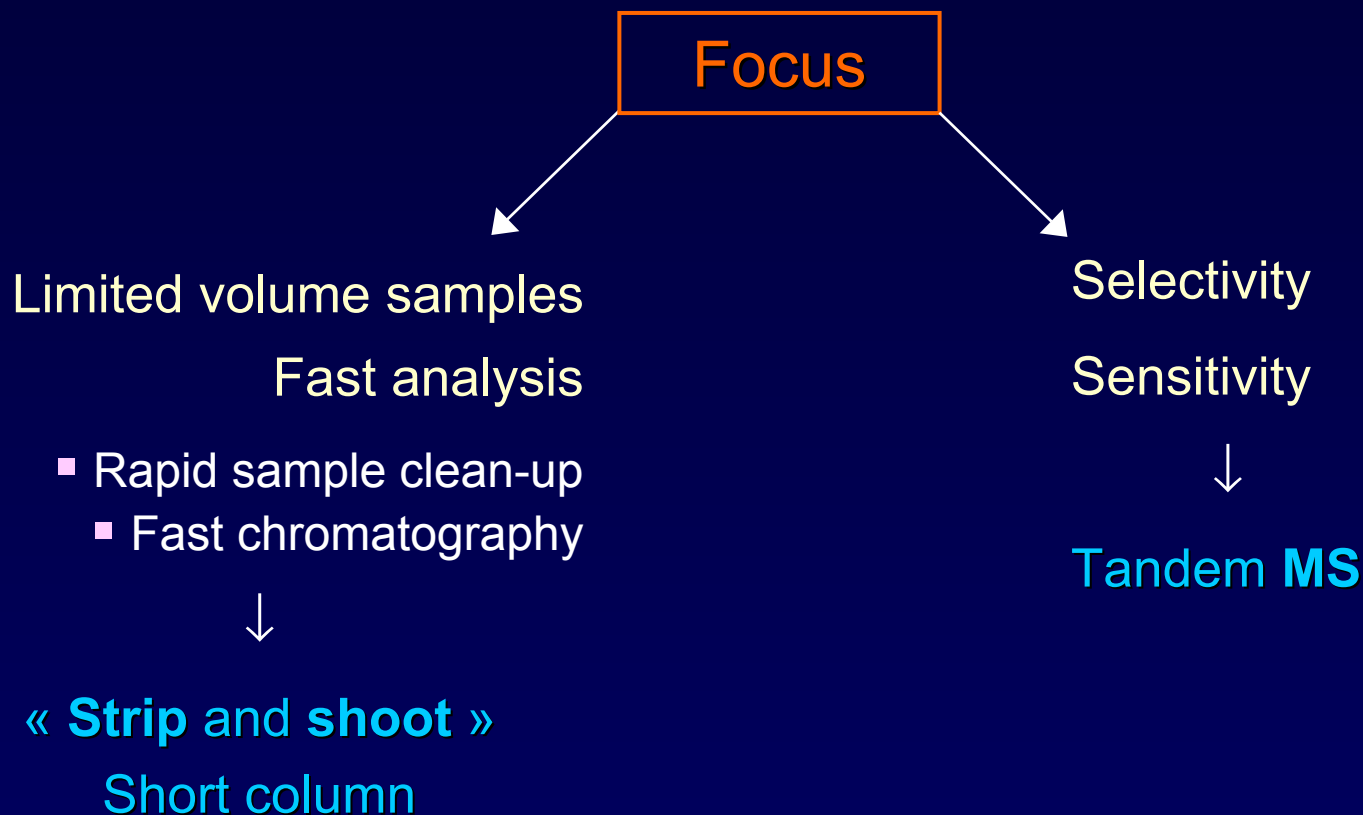 Focus
Limited volume samples
Fast analysis
▪ Rapid sample clean-up
▪ Fast chromatography
↓
« Strip and shoot »
Short column
Selectivity
Sensitivity
↓
Tandem MS